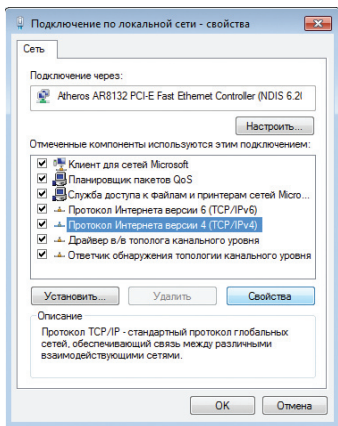 Подключение по локальной сети - свойства
Сеть
Подключение через:
Atheros AR8132 PCI-E Fast Ethernet Controller (NDIS 6.20
Настроить...
Отмеченные компоненты используются этим подключением:
Клиент для сетей Microsoft
Планировщик пакетов QoS
Служба доступа к файлам и принтерам сетей Micro...
Протокол Интернета версии 6 (TCP/IPv6)
Протокол Интернета версии 4 (TCP/IPv4)
Драйвер в/в тополога канального уровня
Ответчик обнаружения топологии канального уровня
Установить...
Удалить
Свойства
Описание
Протокол TCP/IP - стандартный протокол глобальных
сетей, обеспечивающий связь между различными
взаимодействующими сетями.
OK
Отмена